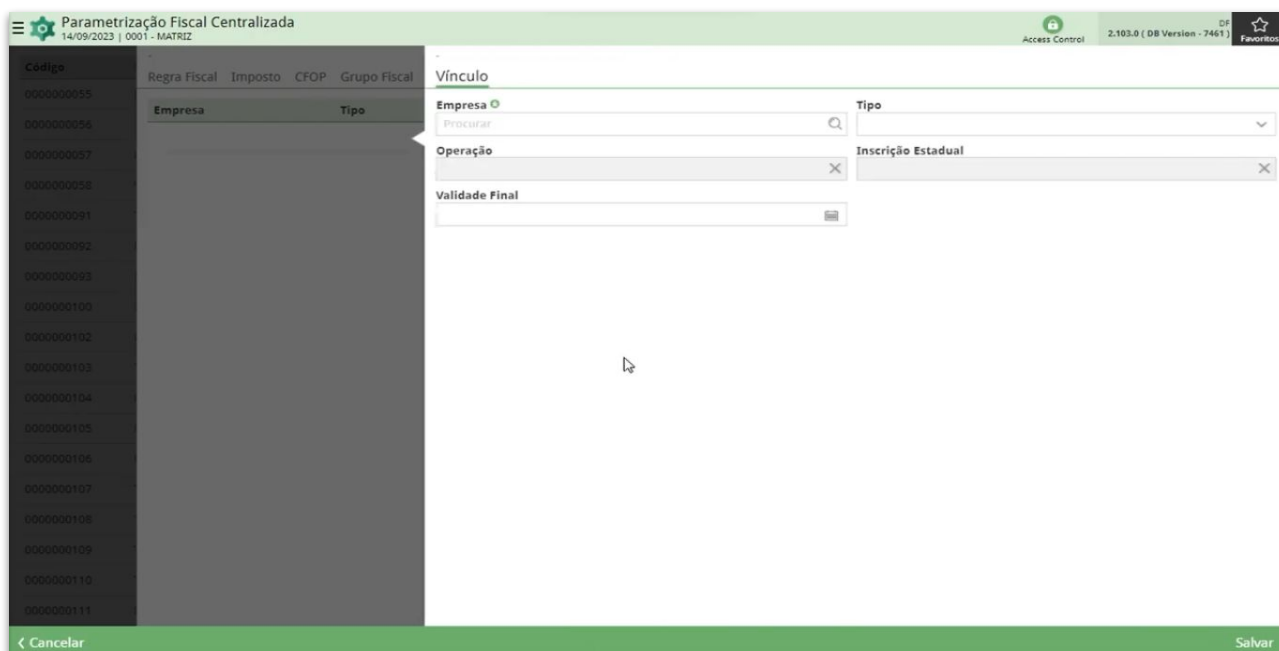 Parametrização Fiscal Centralizada
14/09/2023 | 0001 - MATRIZ
Access Control
DF
2.103.0 ( DB Version - 7461 )
Favoritos
Código
0000000055
0000000056
0000000057
0000000058
0000000091
0000000092
0000000093
0000000100
0000000102
0000000103
0000000104
0000000105
0000000106
0000000107
0000000108
0000000109
0000000110
0000000111
Regra Fiscal Imposto CFOP Grupo Fiscal
Empresa Tipo
Vínculo
Empresa
Procurar
Tipo
Operação
Inscrição Estadual
Validade Final
Cancelar
Salvar